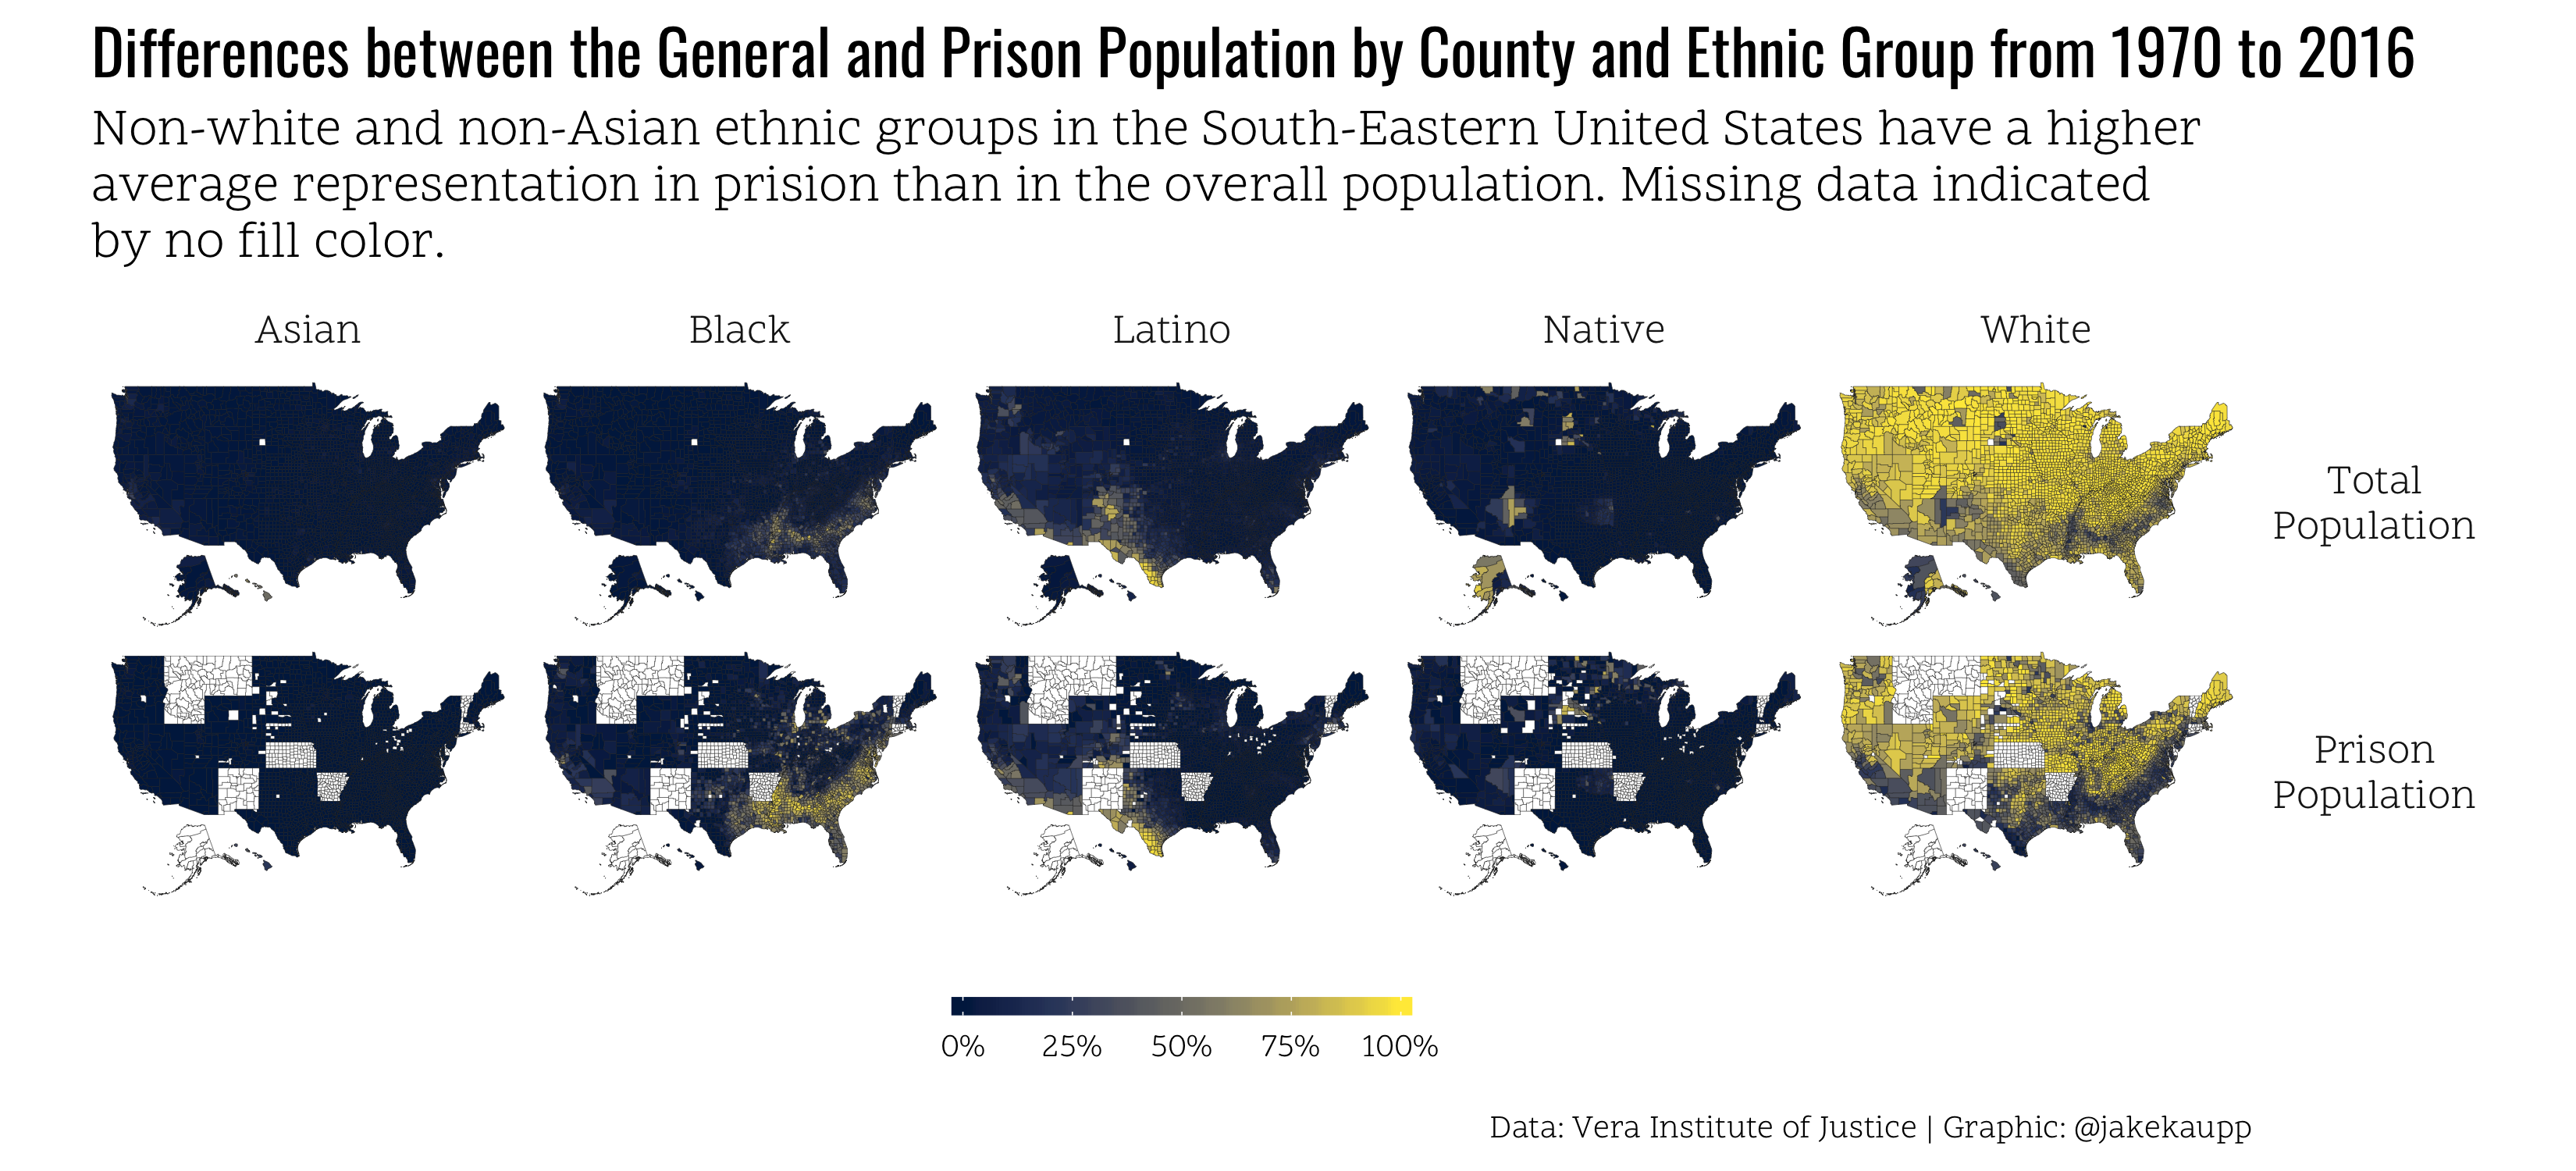 Differences between the General and Prison Population by County and Ethnic Group from 1970 to 2016
Non-white and non-Asian ethnic groups in the South-Eastern United States have a higher
average representation in prision than in the overall population. Missing data indicated
by no fill color.
Asian
Black
Latino
Native
White
Total
Population
Prison
Population
0%
25%
50%
75%
100%
Data: Vera Institute of Justice | Graphic: @jakekaupp